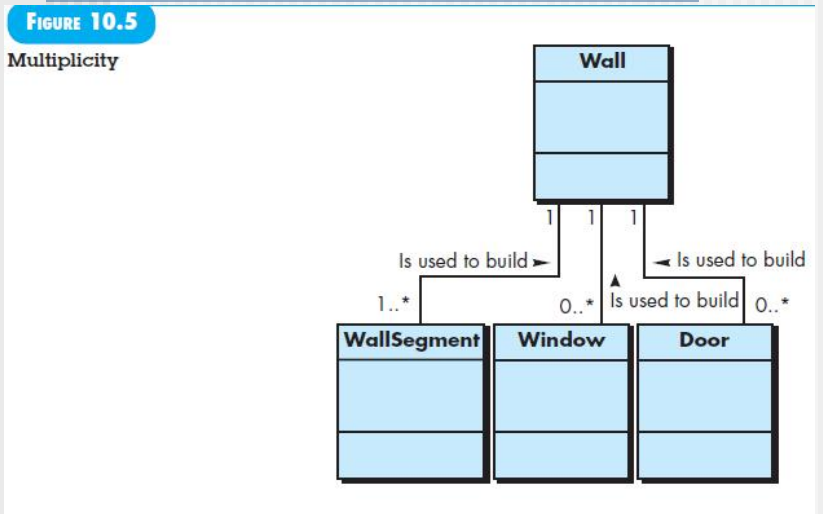 FIGURE 10.5
Multiplicity
Wall
1 1 1
Is used to build
Is used to build
1..*
0..*
Is used to build
0..*
WallSegment
Window
Door